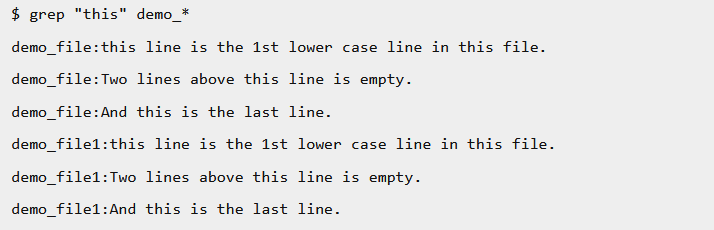 $ grep "this" demo_*
demo_file:this line is the 1st lower case line in this file.
demo_file:Two lines above this line is empty.
demo_file:And this is the last line.
demo_file1:this line is the 1st lower case line in this file.
demo_file1:Two lines above this line is empty.
demo_file1:And this is the last line.